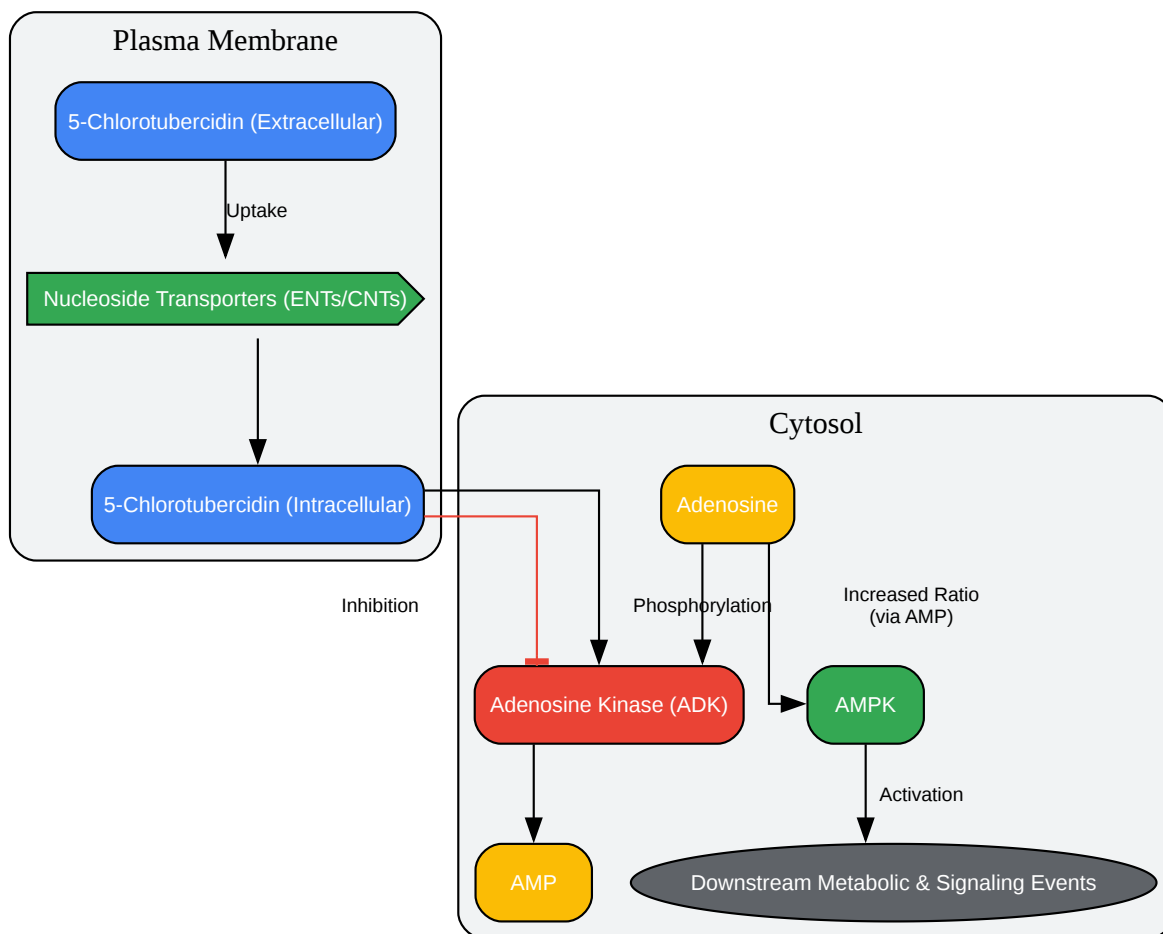 Plasma Membrane
5-Chlorotubercidin (Extracellular)
Uptake
Nucleoside Transporters (ENTs/CNTs)
5-Chlorotubercidin (Intracellular)
Cytosol
Adenosine
Inhibition
Phosphorylation
Increased Ratio
(via AMP)
Adenosine Kinase (ADK)
AMPK
Activation
AMP
Downstream Metabolic & Signaling Events